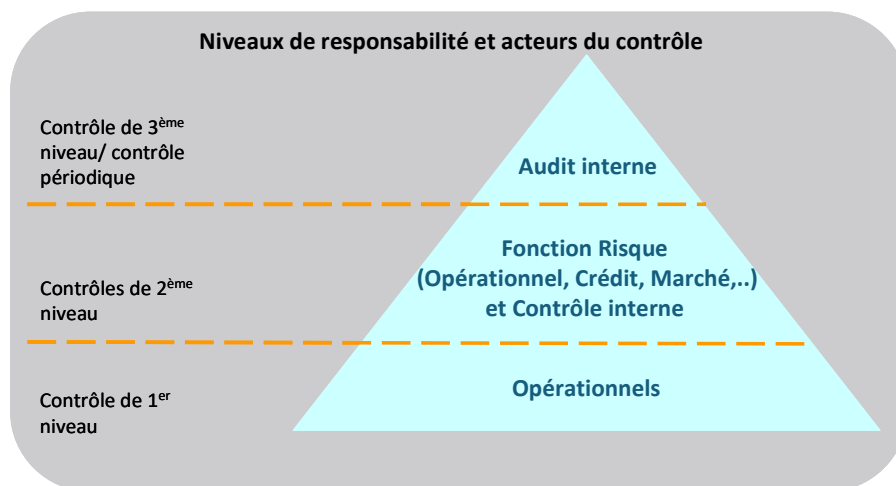 Niveaux de responsabilité et acteurs du contrôle
Contrôle de 3ème
niveau/ contrôle
périodique
Audit interne
Fonction Risque
(Opérationnel, Crédit, Marché,..)
et Contrôle interne
Contrôles de 2ème
niveau
Opérationnels
Contrôle de 1er
niveau